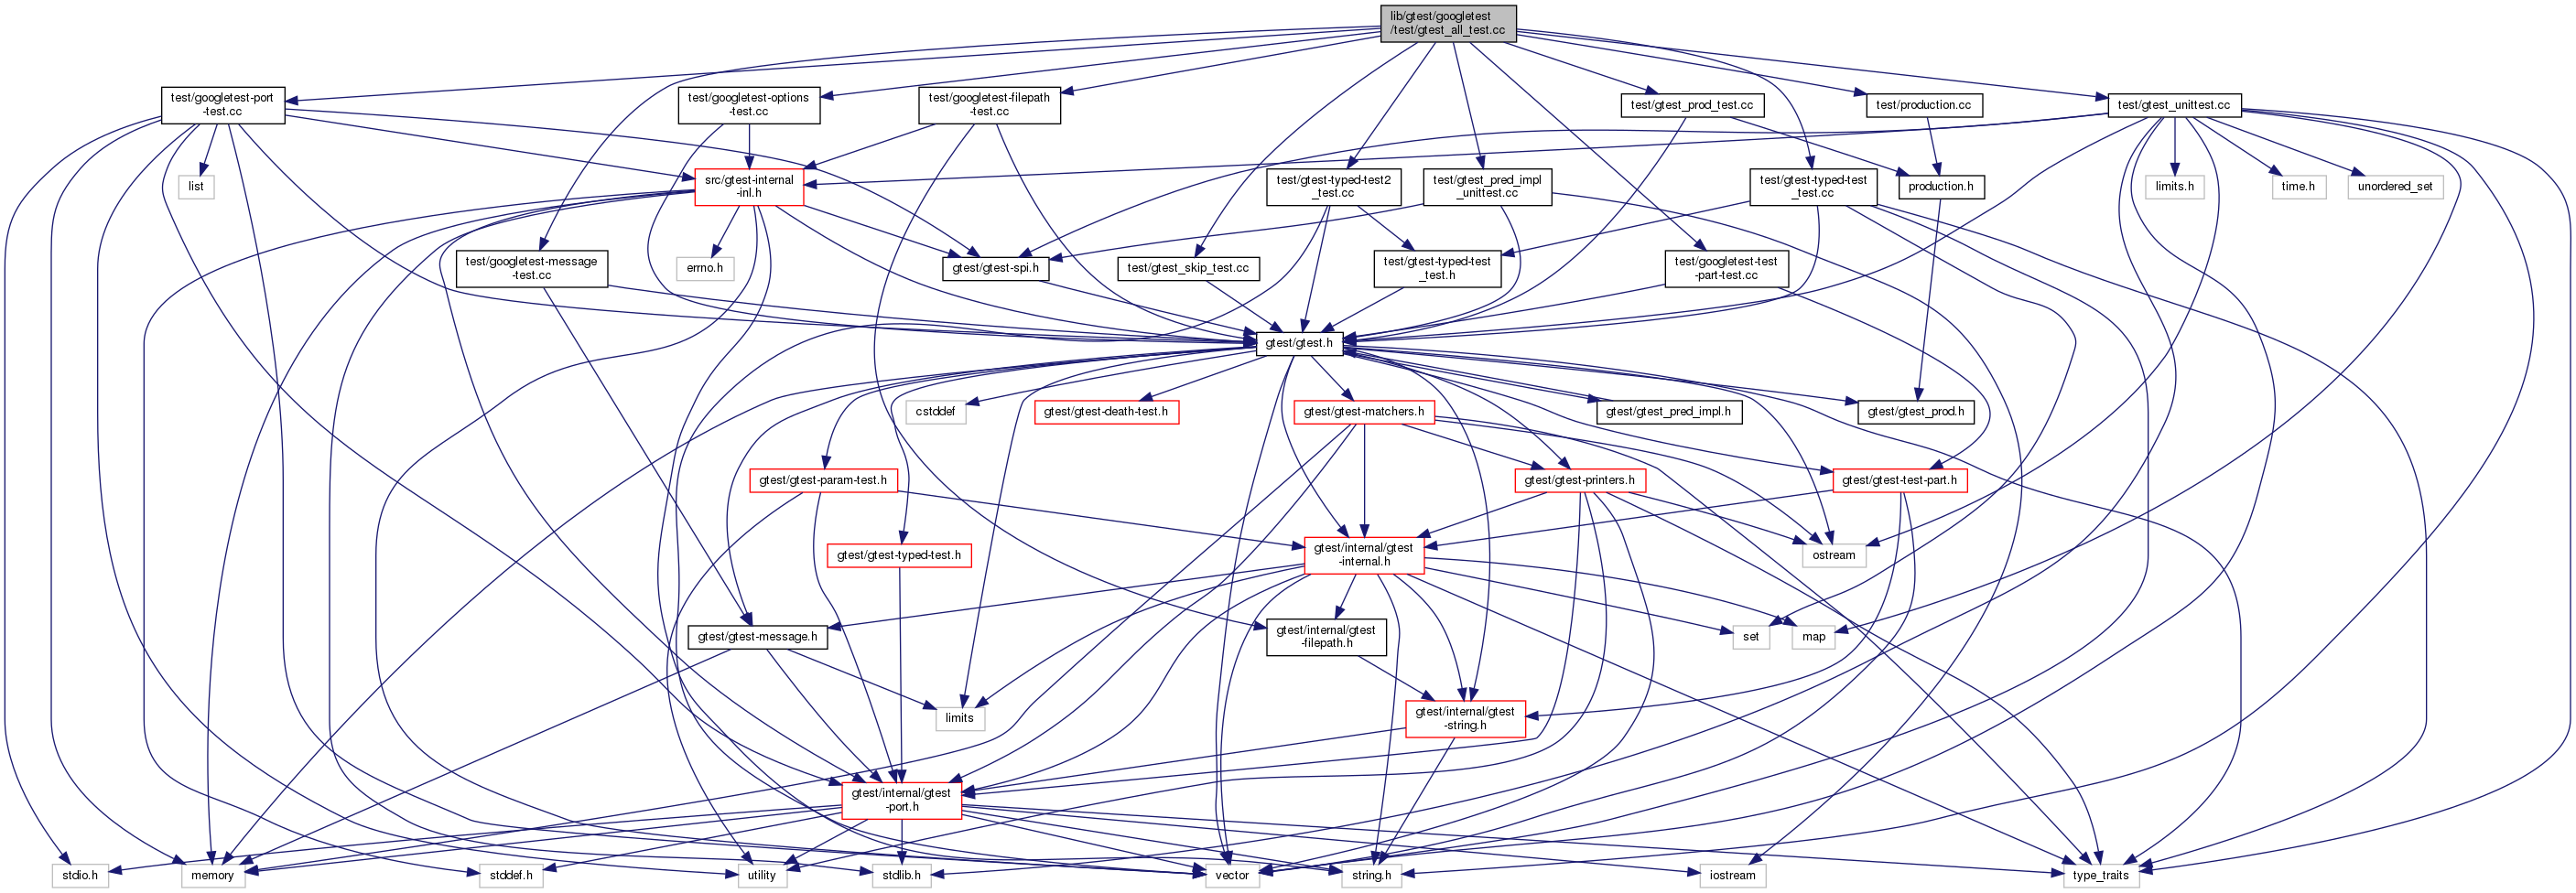 lib/gtest/googletest
/test/gtest_all_test.cc
test/googletest-port
-test.cc
test/googletest-options
-test.cc
test/googletest-filepath
-test.cc
test/gtest_prod_test.cc
test/production.cc
test/gtest_unittest.cc
list
src/gtest-internal
-inl.h
test/gtest-typed-test2
_test.cc
test/gtest_pred_impl
_unittest.cc
test/gtest-typed-test
_test.cc
production.h
limits.h
time.h
unordered_set
test/googletest-message
-test.cc
errno.h
gtest/gtest-spi.h
test/gtest_skip_test.cc
test/gtest-typed-test
_test.h
test/googletest-test
-part-test.cc
gtest/gtest.h
cstddef
gtest/gtest-death-test.h
gtest/gtest-matchers.h
gtest/gtest_pred_impl.h
gtest/gtest_prod.h
gtest/gtest-param-test.h
gtest/gtest-printers.h
gtest/gtest-test-part.h
gtest/gtest-typed-test.h
gtest/internal/gtest
-internal.h
ostream
gtest/gtest-message.h
gtest/internal/gtest
-filepath.h
set
map
limits
gtest/internal/gtest
-string.h
gtest/internal/gtest
-port.h
stdio.h
memory
stddef.h
utility
stdlib.h
vector
string.h
iostream
type_traits